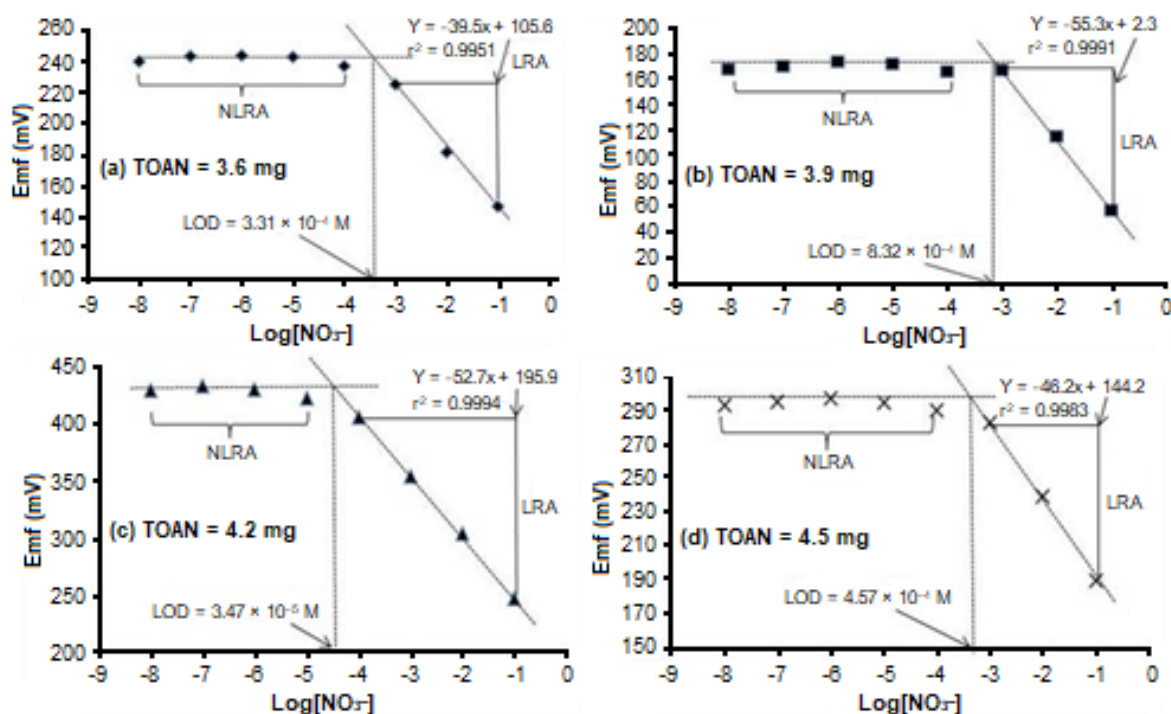 260
240
220
200
180
160
140
120
100
Emf (mV)
Y = -39.5x + 105.6
r² = 0.9951
LRA
NLRA
(a) TOAN = 3.6 mg
LOD = 3.31 × 10⁻⁴ M
-9 -8 -7 -6 -5 -4 -3 -2 -1 0
Log[NO₃-]
200
180
160
140
120
100
80
60
40
20
0
Emf (mV)
Y = -55.3x + 2.3
r² = 0.9991
NLRA
LRA
(b) TOAN = 3.9 mg
LOD = 8.32 × 10⁻⁴ M
-9 -8 -7 -6 -5 -4 -3 -2 -1 0
Log[NO₃-]
450
400
350
300
250
200
Emf (mV)
Y = -52.7x + 195.9
r² = 0.9994
NLRA
LRA
(c) TOAN = 4.2 mg
LOD = 3.47 × 10⁻⁵ M
-9 -8 -7 -6 -5 -4 -3 -2 -1 0
Log[NO₃-]
310
290
270
250
230
210
190
170
150
Emf (mV)
Y = -46.2x + 144.2
r² = 0.9983
NLRA
LRA
(d) TOAN = 4.5 mg
LOD = 4.57 × 10⁻⁴ M
-9 -8 -7 -6 -5 -4 -3 -2 -1 0
Log[NO₃-]